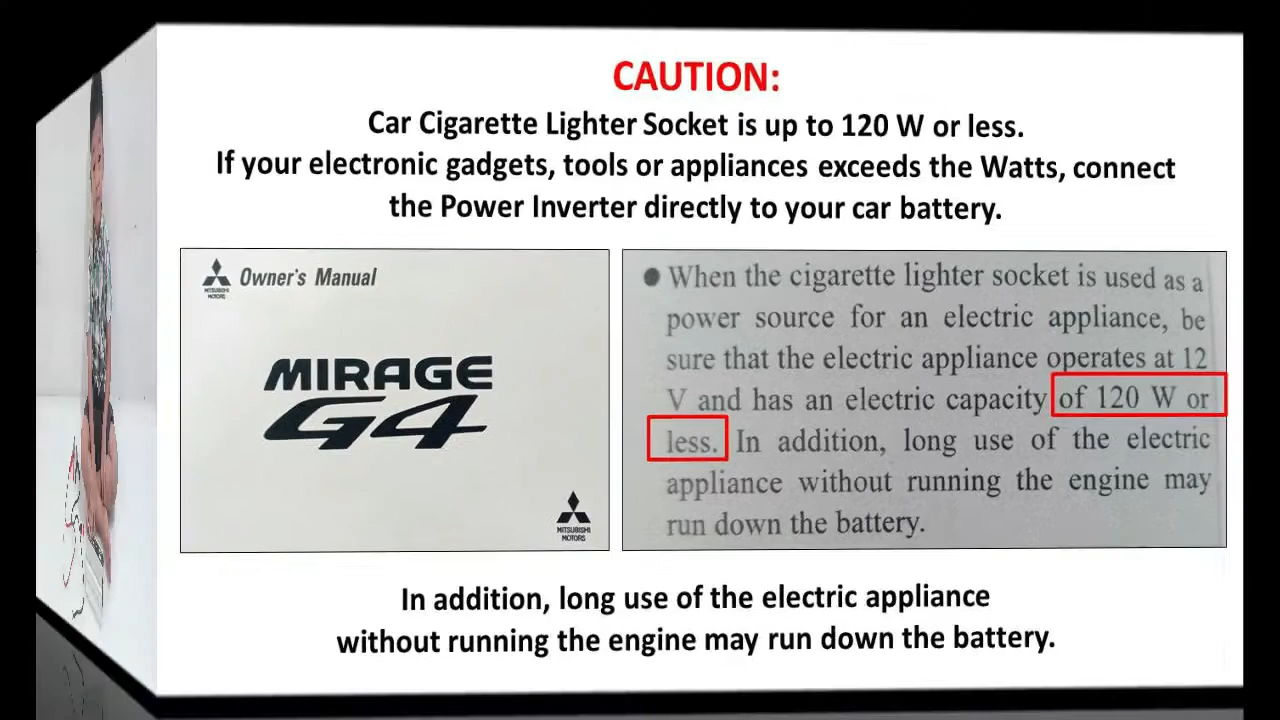 CAUTION:
Car Cigarette Lighter Socket is up to 120 W or less.
If your electronic gadgets, tools or appliances exceeds the Watts, connect
the Power Inverter directly to your car battery.
MITSUBISHI
MOTORS
Owner's Manual
MIRAGE
G4
MITSUBISHI
MOTORS
● When the cigarette lighter socket is used as a
power source for an electric appliance, be
sure that the electric appliance operates at 12
V and has an electric capacity of 120 W or
less. In addition, long use of the electric
appliance without running the engine may
run down the battery.
In addition, long use of the electric appliance
without running the engine may run down the battery.